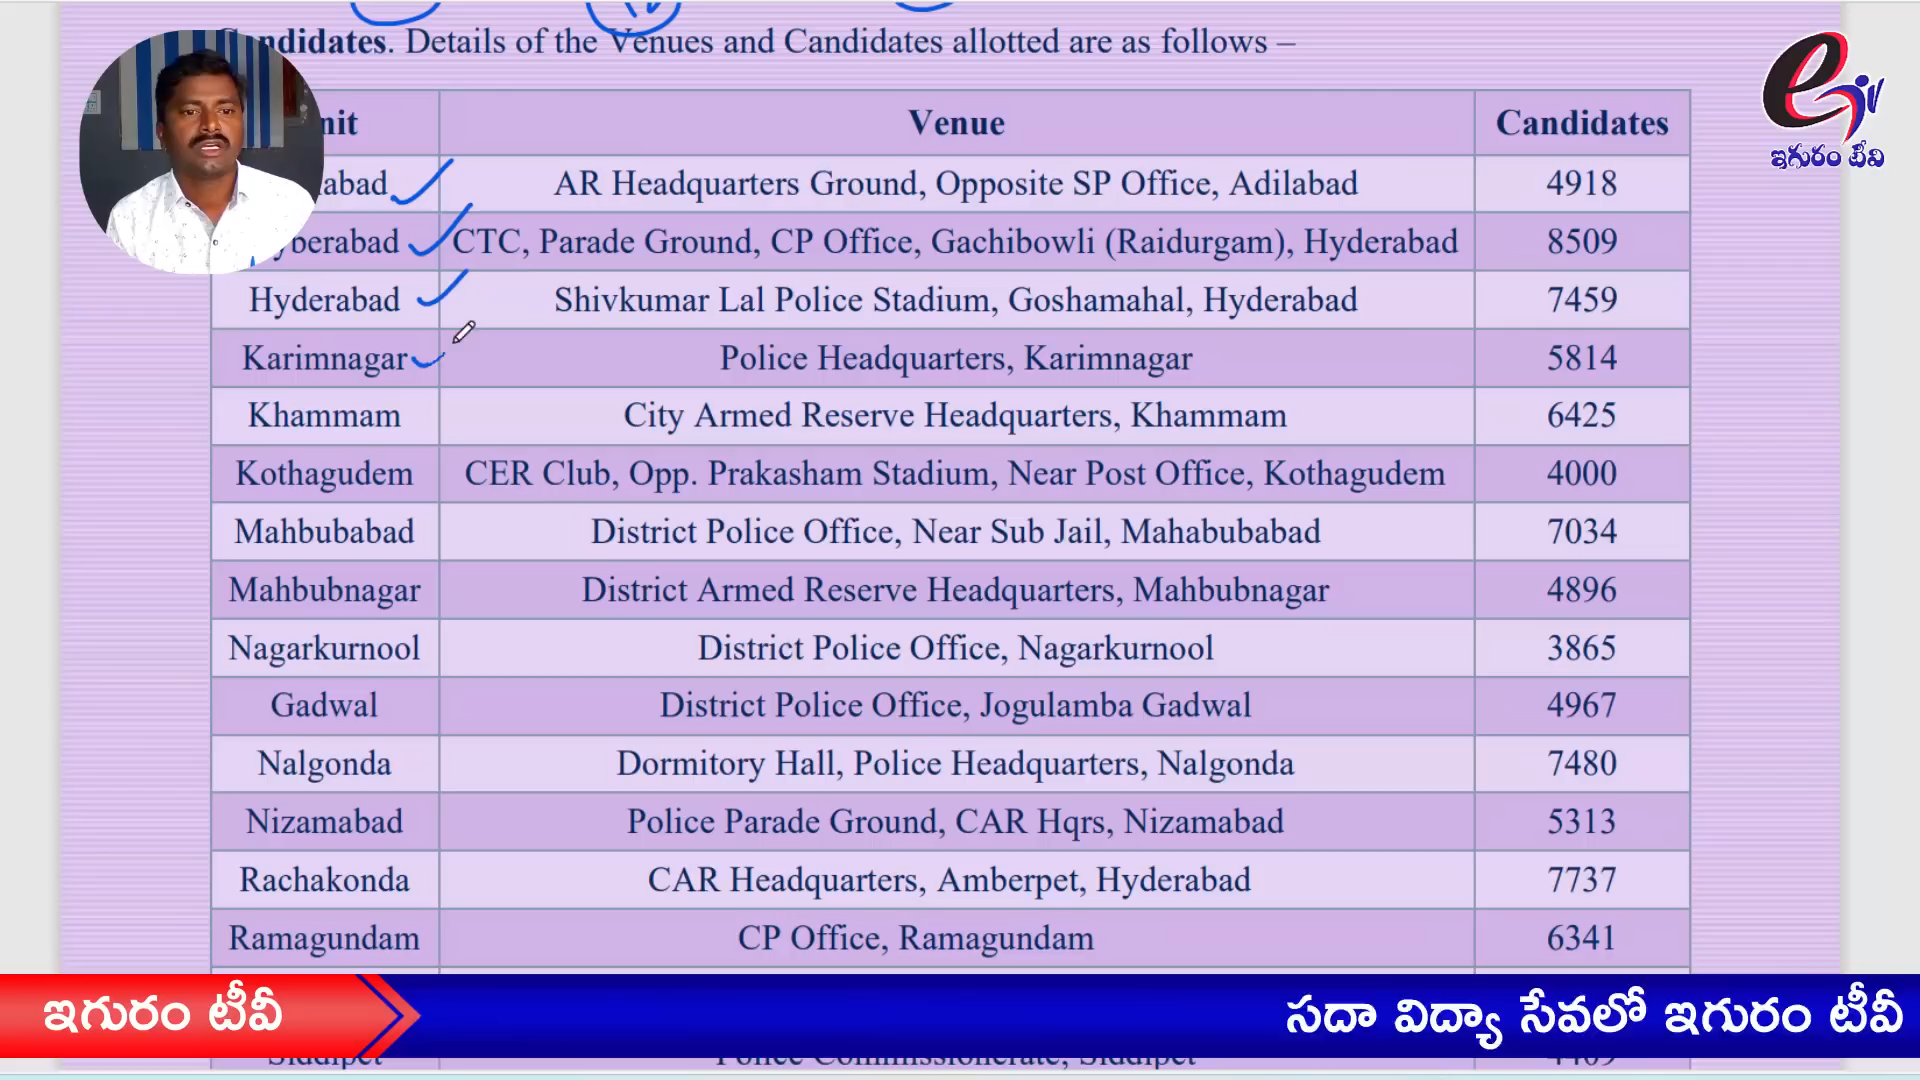 ndidates. Details of the Venues and Candidates allotted are as follows –
nit Venue Candidates
abad AR Headquarters Ground, Opposite SP Office, Adilabad 4918
yberabad CTC, Parade Ground, CP Office, Gachibowli (Raidurgam), Hyderabad 8509
Hyderabad Shivkumar Lal Police Stadium, Goshamahal, Hyderabad 7459
Karimnagar Police Headquarters, Karimnagar 5814
Khammam City Armed Reserve Headquarters, Khammam 6425
Kothagudem CER Club, Opp. Prakasham Stadium, Near Post Office, Kothagudem 4000
Mahbubabad District Police Office, Near Sub Jail, Mahabubabad 7034
Mahbubnagar District Armed Reserve Headquarters, Mahbubnagar 4896
Nagarkurnool District Police Office, Nagarkurnool 3865
Gadwal District Police Office, Jogulamba Gadwal 4967
Nalgonda Dormitory Hall, Police Headquarters, Nalgonda 7480
Nizamabad Police Parade Ground, CAR Hqrs, Nizamabad 5313
Rachakonda CAR Headquarters, Amberpet, Hyderabad 7737
Ramagundam CP Office, Ramagundam 6341
Siddipet Police Commissionerate, Siddipet
ఇగురం టీవి
ఇగురం టీవీ
సదా విద్యా సేవలో ఇగురం టీవీ